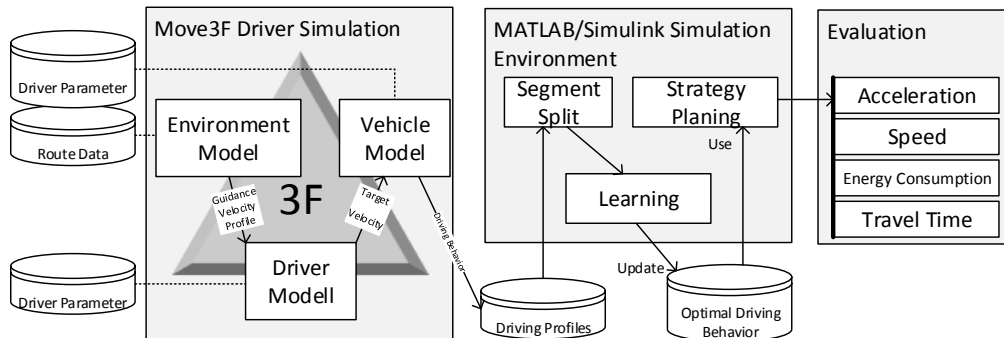 Move3F Driver Simulation
Driver Parameter
Route Data
Driver Parameter
Environment
Model
Vehicle
Model
Guidance
Velocity
Profile
3F
Target
Velocity
Driver
Modell
Driving Behavior
MATLAB/Simulink Simulation
Environment
Segment
Split
Strategy
Planing
Use
Learning
Update
Driving Profiles
Optimal Driving
Behavior
Evaluation
Acceleration
Speed
Energy Consumption
Travel Time